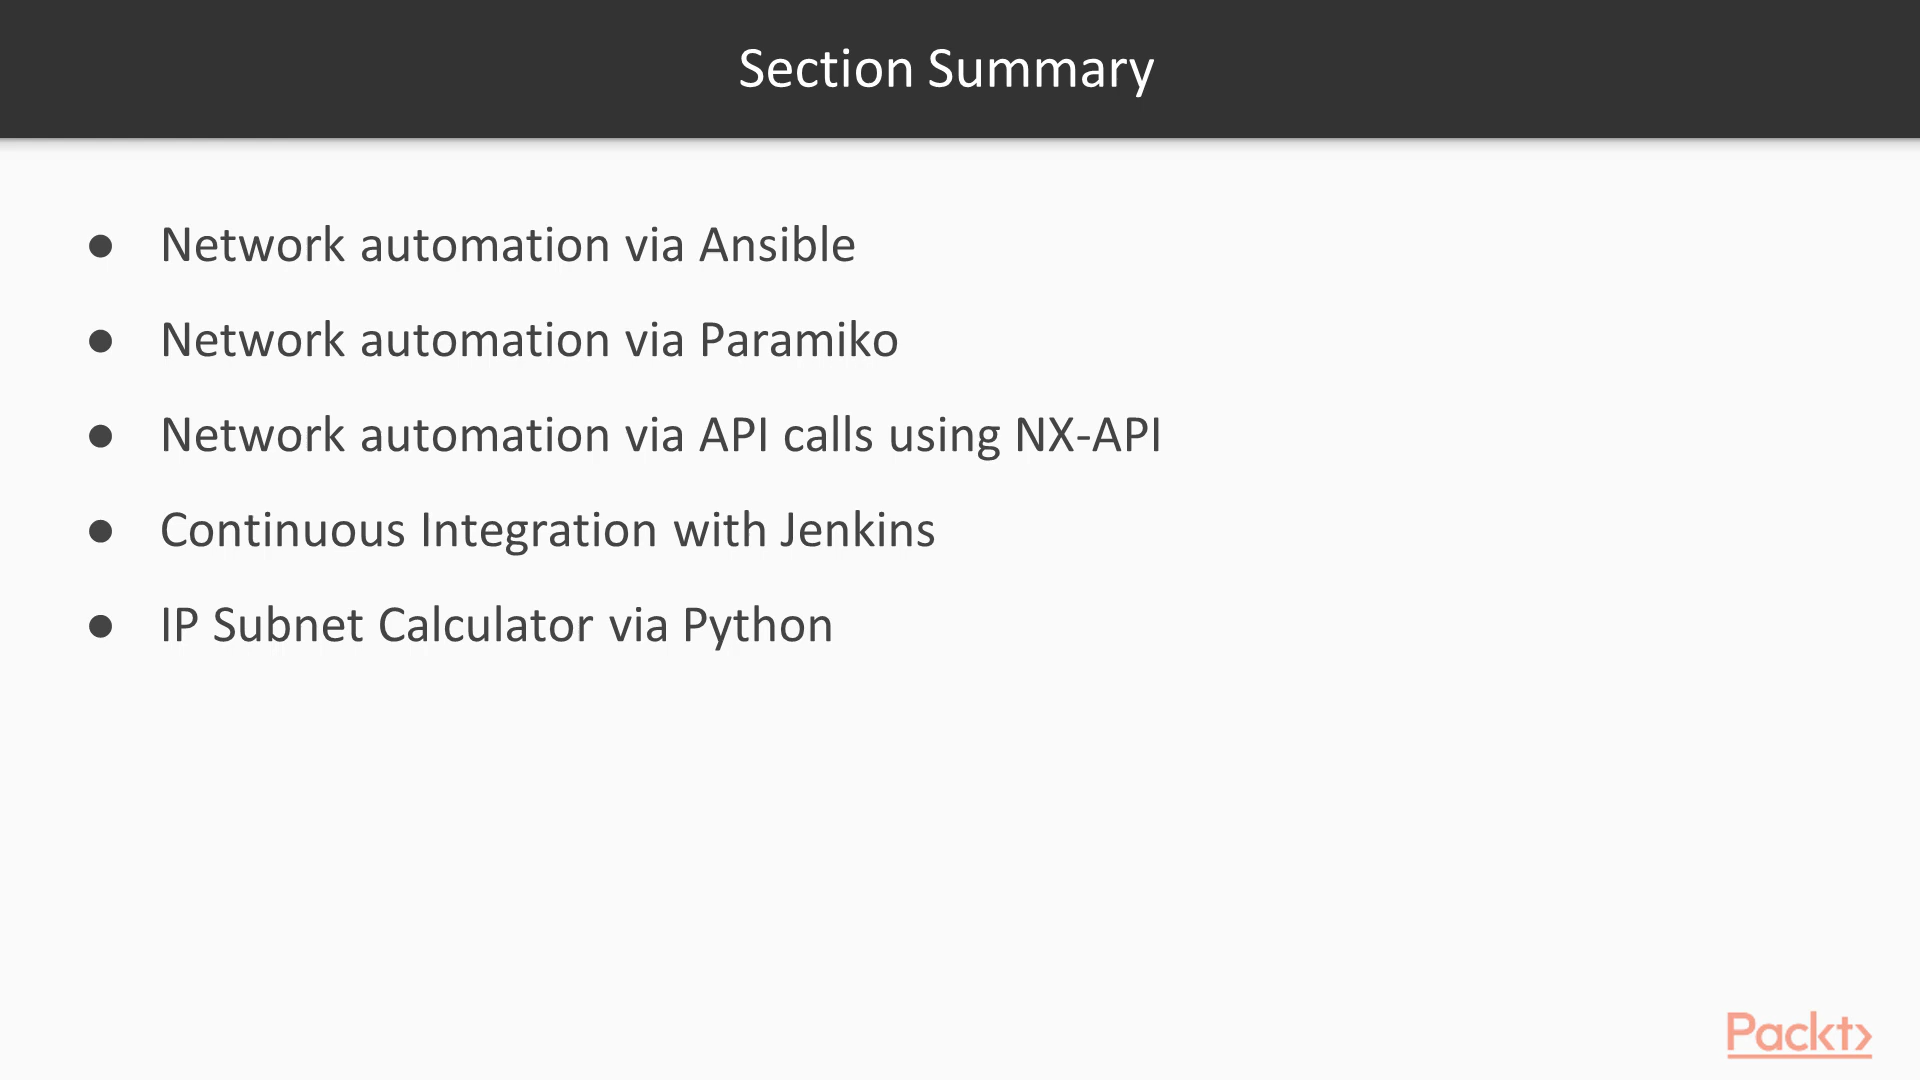 Section Summary
● Network automation via Ansible
● Network automation via Paramiko
● Network automation via API calls using NX-API
● Continuous Integration with Jenkins
● IP Subnet Calculator via Python
Packt>